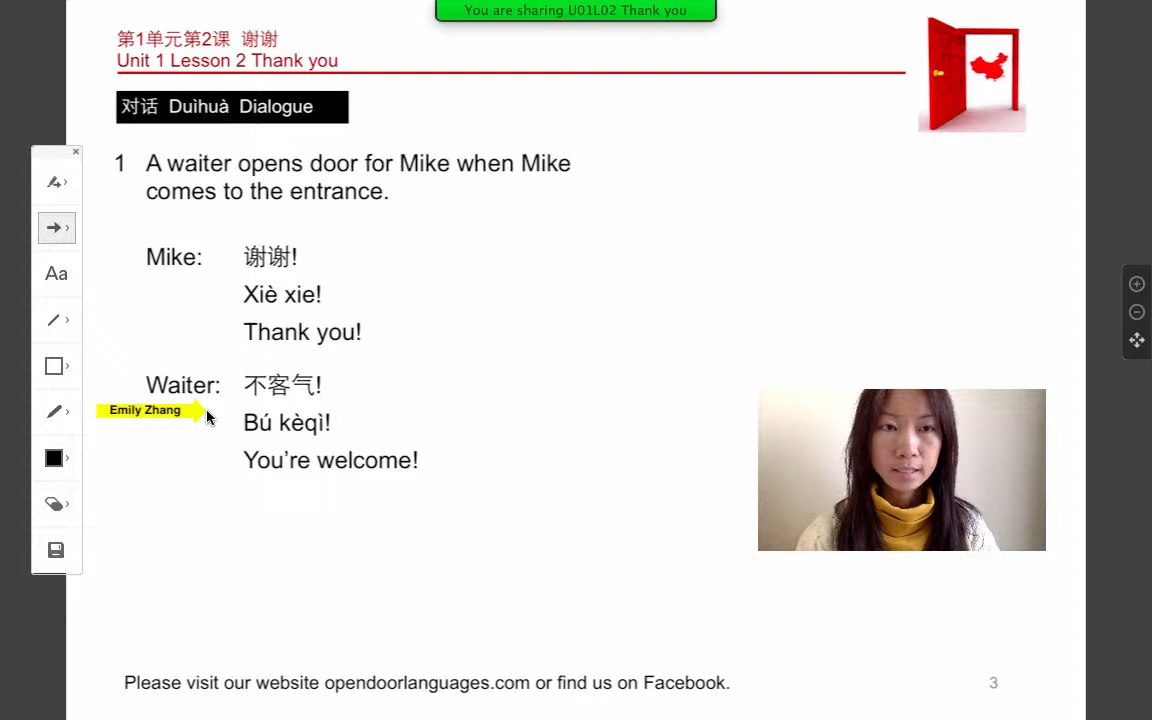 You are sharing U01L02 Thank you
第1单元第2课 谢谢
Unit 1 Lesson 2 Thank you
对话 Duìhuà Dialogue
1 A waiter opens door for Mike when Mike
comes to the entrance.
Mike: 谢谢!
Xiè xie!
Thank you!
Waiter: 不客气!
Emily Zhang
Bú kèqì!
You’re welcome!
Aa
Please visit our website opendoorlanguages.com or find us on Facebook.
3